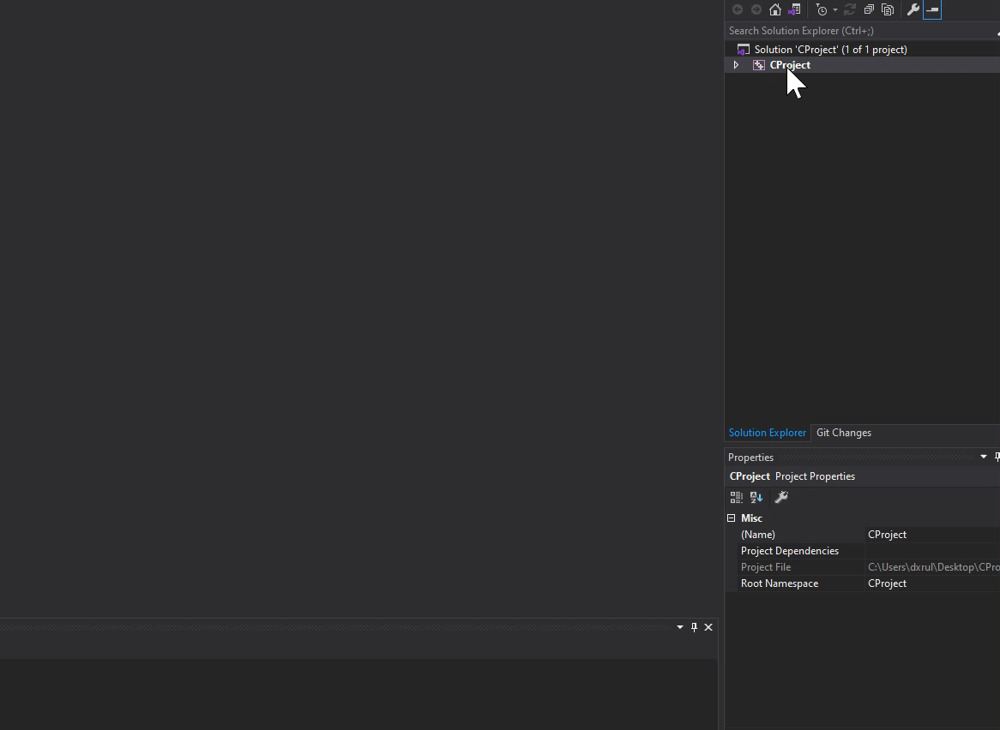 Search Solution Explorer (Ctrl+;)
Solution 'CProject' (1 of 1 project)
CProject
Solution Explorer Git Changes
Properties
CProject Project Properties
Misc
(Name) CProject
Project Dependencies
Project File C:\Users\dxrul\Desktop\CPro
Root Namespace CProject